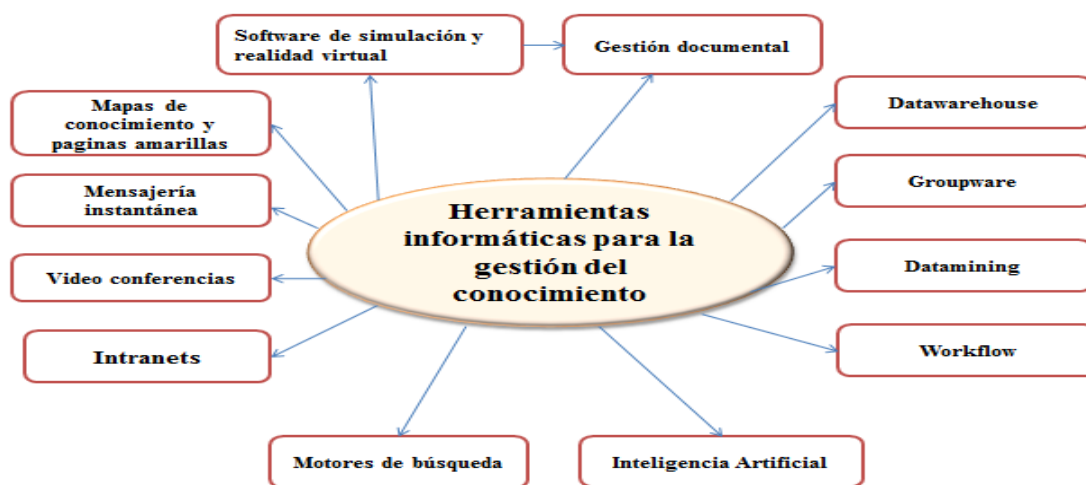 Software de simulación y
realidad virtual
Gestión documental
Mapas de
conocimiento y
paginas amarillas
Datawarehouse
Mensajería
instantánea
Groupware
Herramientas
informáticas para la
gestión del
conocimiento
Video conferencias
Datamining
Intranets
Workflow
Motores de búsqueda
Inteligencia Artificial